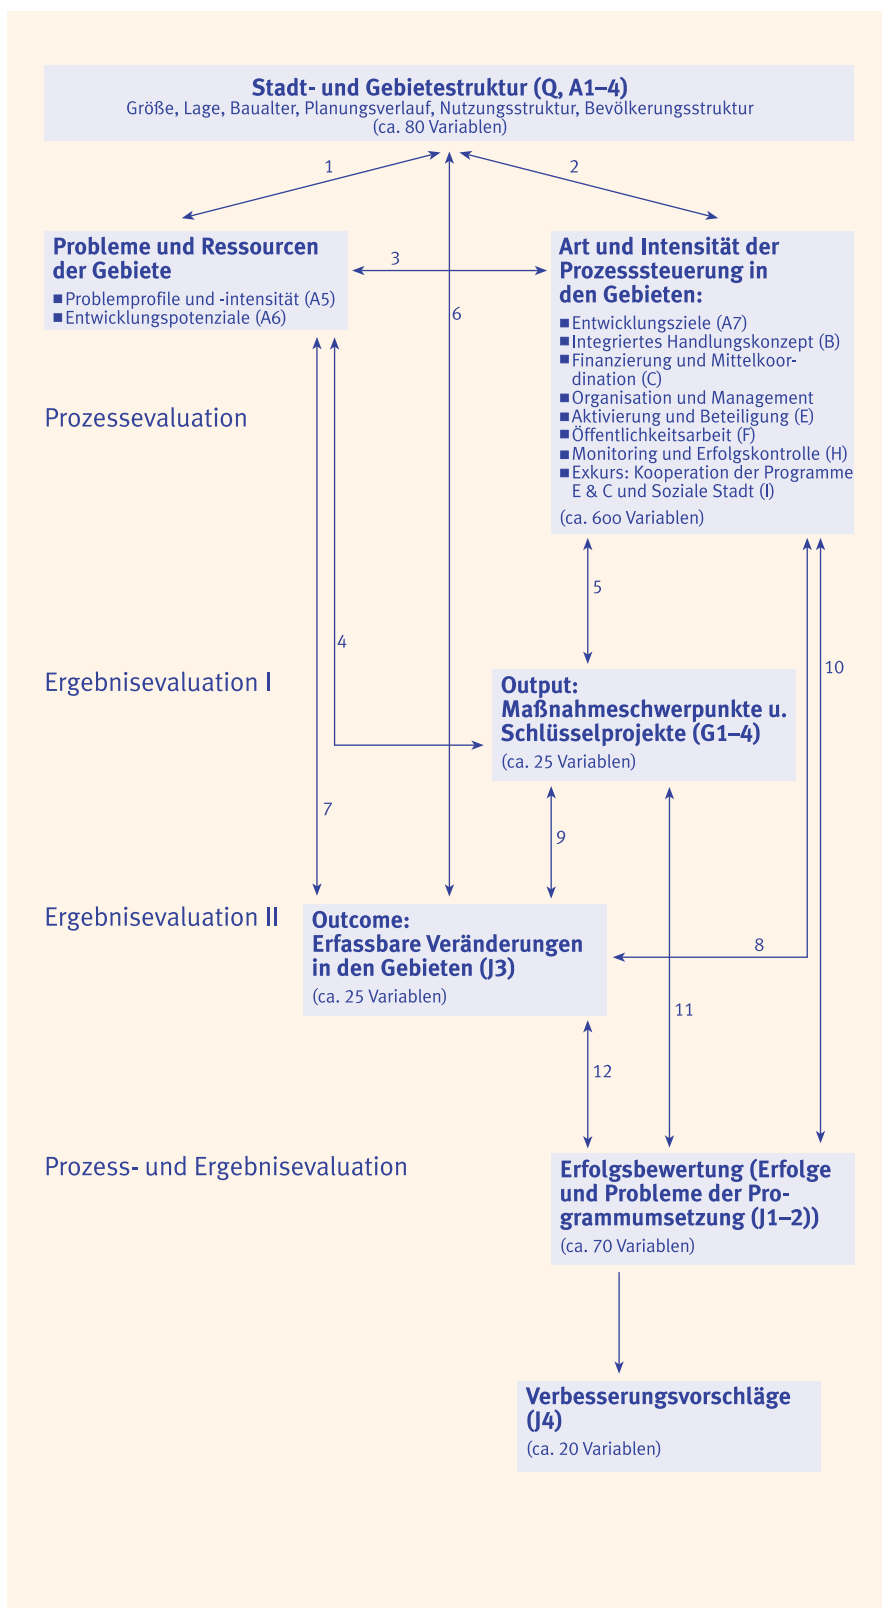 Stadt- und Gebietestruktur (Q, A1–4)
Größe, Lage, Baualter, Planungsverlauf, Nutzungsstruktur, Bevölkerungsstruktur
(ca. 80 Variablen)
1
2
Probleme und Ressourcen
der Gebiete
■ Problemprofile und -intensität (A5)
■ Entwicklungspotenziale (A6)
3
Art und Intensität der
Prozesssteuerung in
den Gebieten:
■ Entwicklungsziele (A7)
■ Integriertes Handlungskonzept (B)
■ Finanzierung und Mittelkoor-
dination (C)
■ Organisation und Management
■ Aktivierung und Beteiligung (E)
■ Öffentlichkeitsarbeit (F)
■ Monitoring und Erfolgskontrolle (H)
■ Exkurs: Kooperation der Programme
E & C und Soziale Stadt (I)
(ca. 600 Variablen)
6
Prozessevaluation
5
4
10
Ergebnisevaluation I
Output:
Maßnahmeschwerpunkte u.
Schlüsselprojekte (G1–4)
(ca. 25 Variablen)
7
9
Ergebnisevaluation II
Outcome:
Erfassbare Veränderungen
in den Gebieten (J3)
(ca. 25 Variablen)
8
11
12
Prozess- und Ergebnisevaluation
Erfolgsbewertung (Erfolge
und Probleme der Pro-
grammumsetzung (J1–2))
(ca. 70 Variablen)
Verbesserungsvorschläge
(J4)
(ca. 20 Variablen)